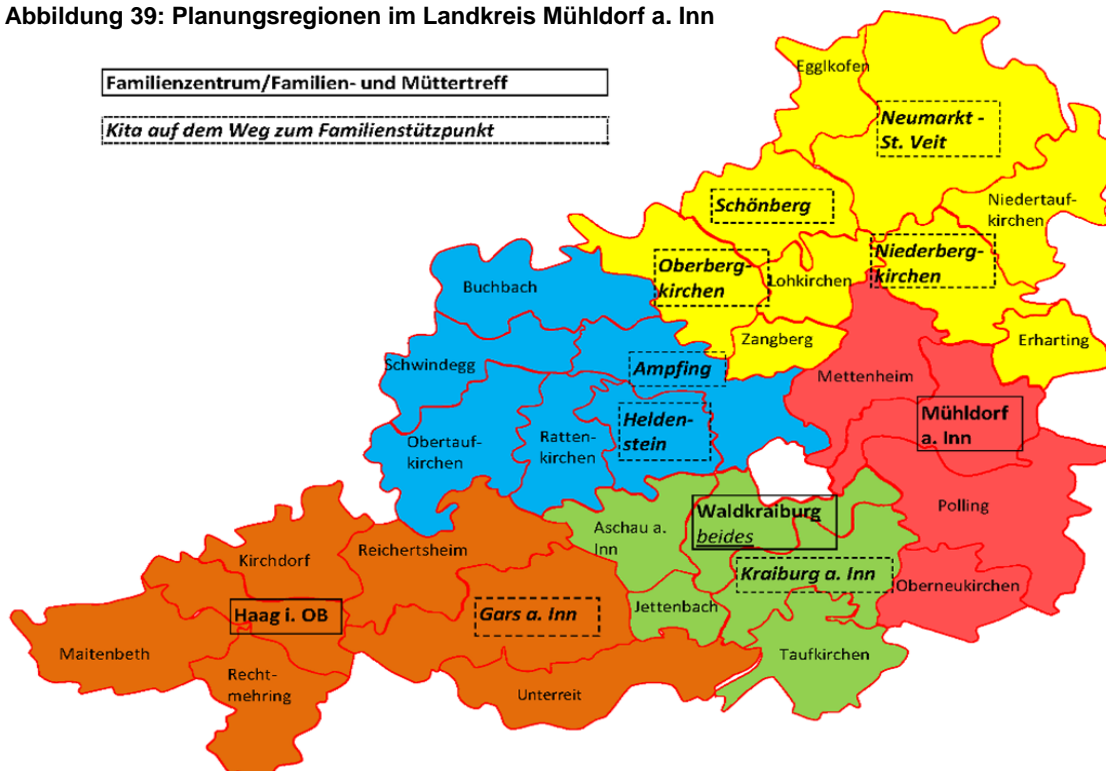 Abbildung 39: Planungsregionen im Landkreis Mühldorf a. Inn
Familienzentrum/Familien- und Müttertreff
Kita auf dem Weg zum Familienstützpunkt
Egglkofen
Neumarkt -
St. Veit
Schönberg
Niedertauf-
kirchen
Oberberg-
kirchen
Lohkirchen
Niederberg-
kirchen
Buchbach
Zangberg
Erharting
Schwindegg
Ampfing
Mettenheim
Mühldorf
a. Inn
Obertauf-
kirchen
Ratten-
kirchen
Helden-
stein
Polling
Waldkraiburg
beides
Aschau a.
Inn
Kirchdorf
Reichertsheim
Kraiburg a. Inn
Oberneukirchen
Haag i. OB
Gars a. Inn
Jettenbach
Maitenbeth
Taufkirchen
Recht-
mehring
Unterreit